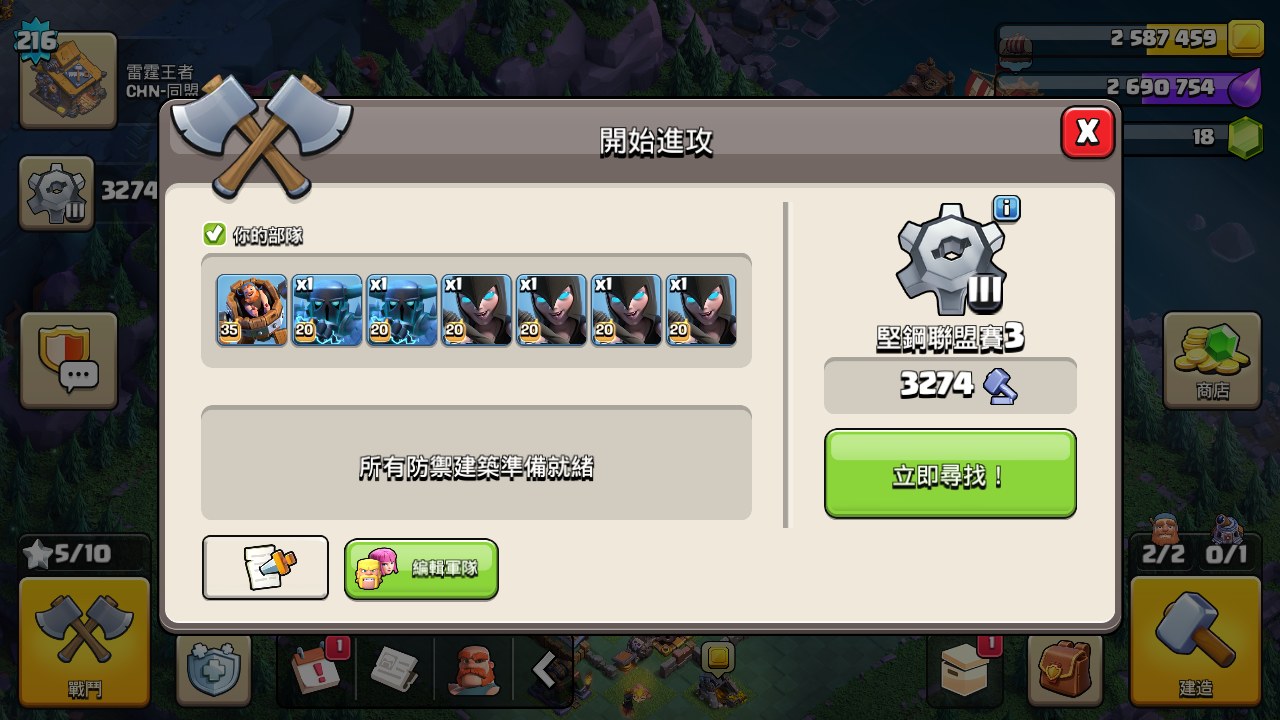 216
雷霆王者
CHN-同盟
2 587 459
2 690 754
18
3274
開始進攻
X
你的部隊
35
x1
20
x1
20
x1
20
x1
20
x1
20
x1
20
i
III
III
堅鋼聯盟賽3
3274
立即尋找！
所有防禦建築準備就緒
編輯軍隊
商店
5/10
戰鬥
1
1
2/2
0/1
建造